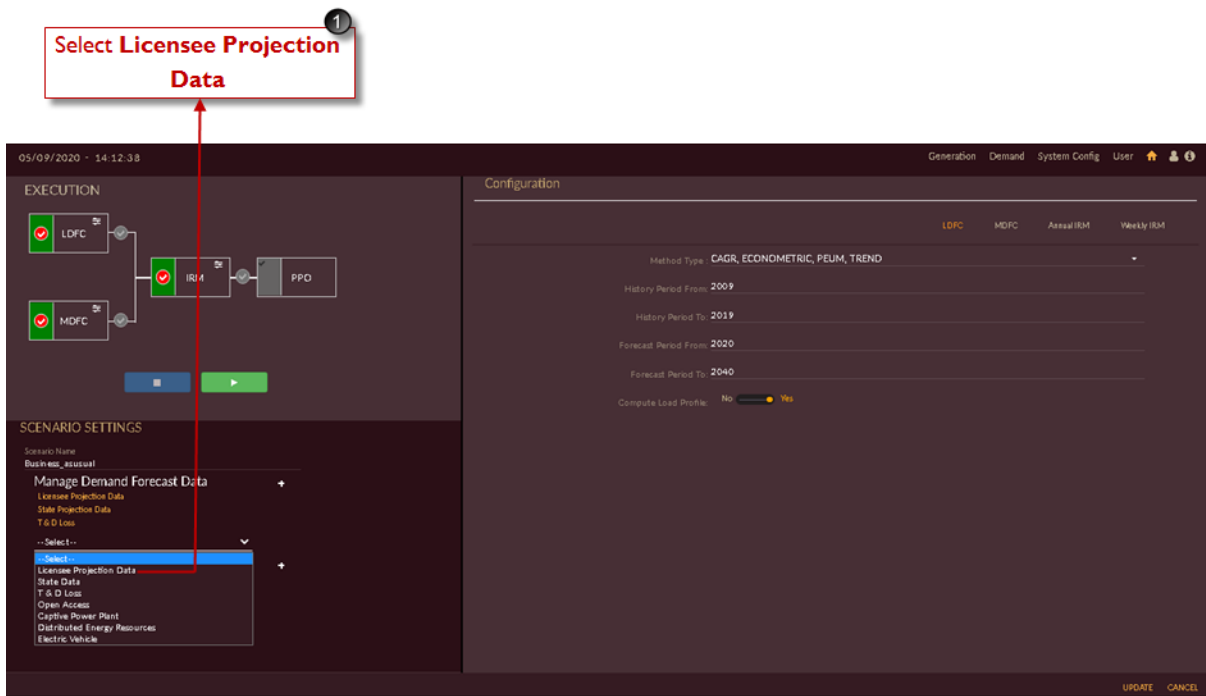 1
Select Licensee Projection
Data
05/09/2020 - 14:12:38
Generation Demand System Config User
EXECUTION
LDFC
IRM
PPD
MDFC
SCENARIO SETTINGS
Scenario Name
Business_asusual
Manage Demand Forecast Data +
Licensee Projection Data
State Projection Data
T & D Loss
--Select--
--Select--
Licensee Projection Data
+
State Data
T & D Loss
Open Access
Captive Power Plant
Distributed Energy Resources
Electric Vehicle
Configuration
LDFC MDFC Annual IRM Weekly IRM
Method Type : CAGR, ECONOMETRIC, PEUM, TREND
History Period From: 2009
History Period To: 2019
Forecast Period From: 2020
Forecast Period To: 2040
Compute Load Profile: No Yes
UPDATE CANCEL